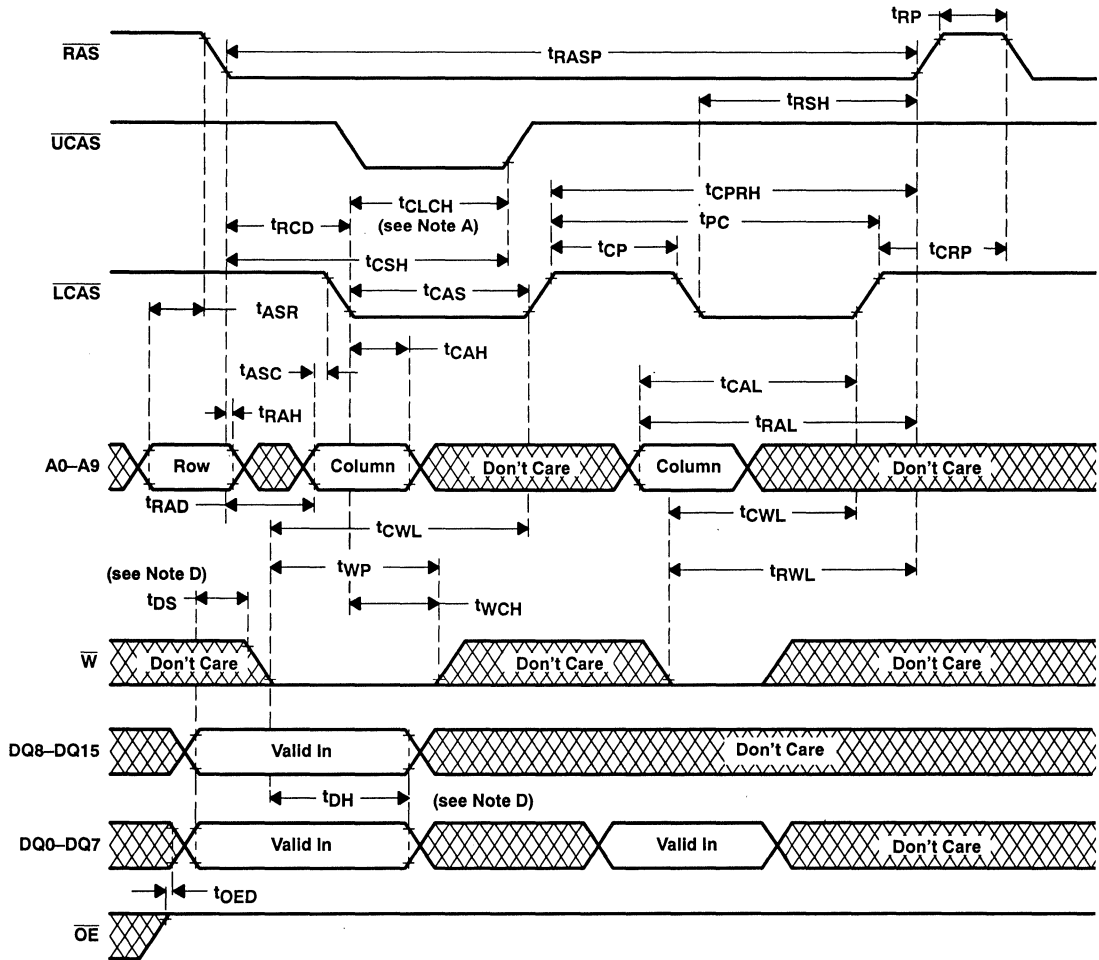 tRP
RAS
tRASP
tRSH
UCAS
tCPRH
tCLCH
tRCD
(see Note A)
tPC
tCP
tCRP
tCSH
LCAS
tCAS
tASR
tCAH
tASC
tCAL
tRAH
tRAL
A0–A9
Row
Column
Don't Care
Column
Don't Care
tRAD
tCWL
tCWL
tWP
tRWL
(see Note D)
tDS
tWCH
W
Don't Care
Don't Care
Don't Care
DQ8–DQ15
Valid In
Don't Care
tDH
(see Note D)
DQ0–DQ7
Valid In
Valid In
Don't Care
tOED
OE